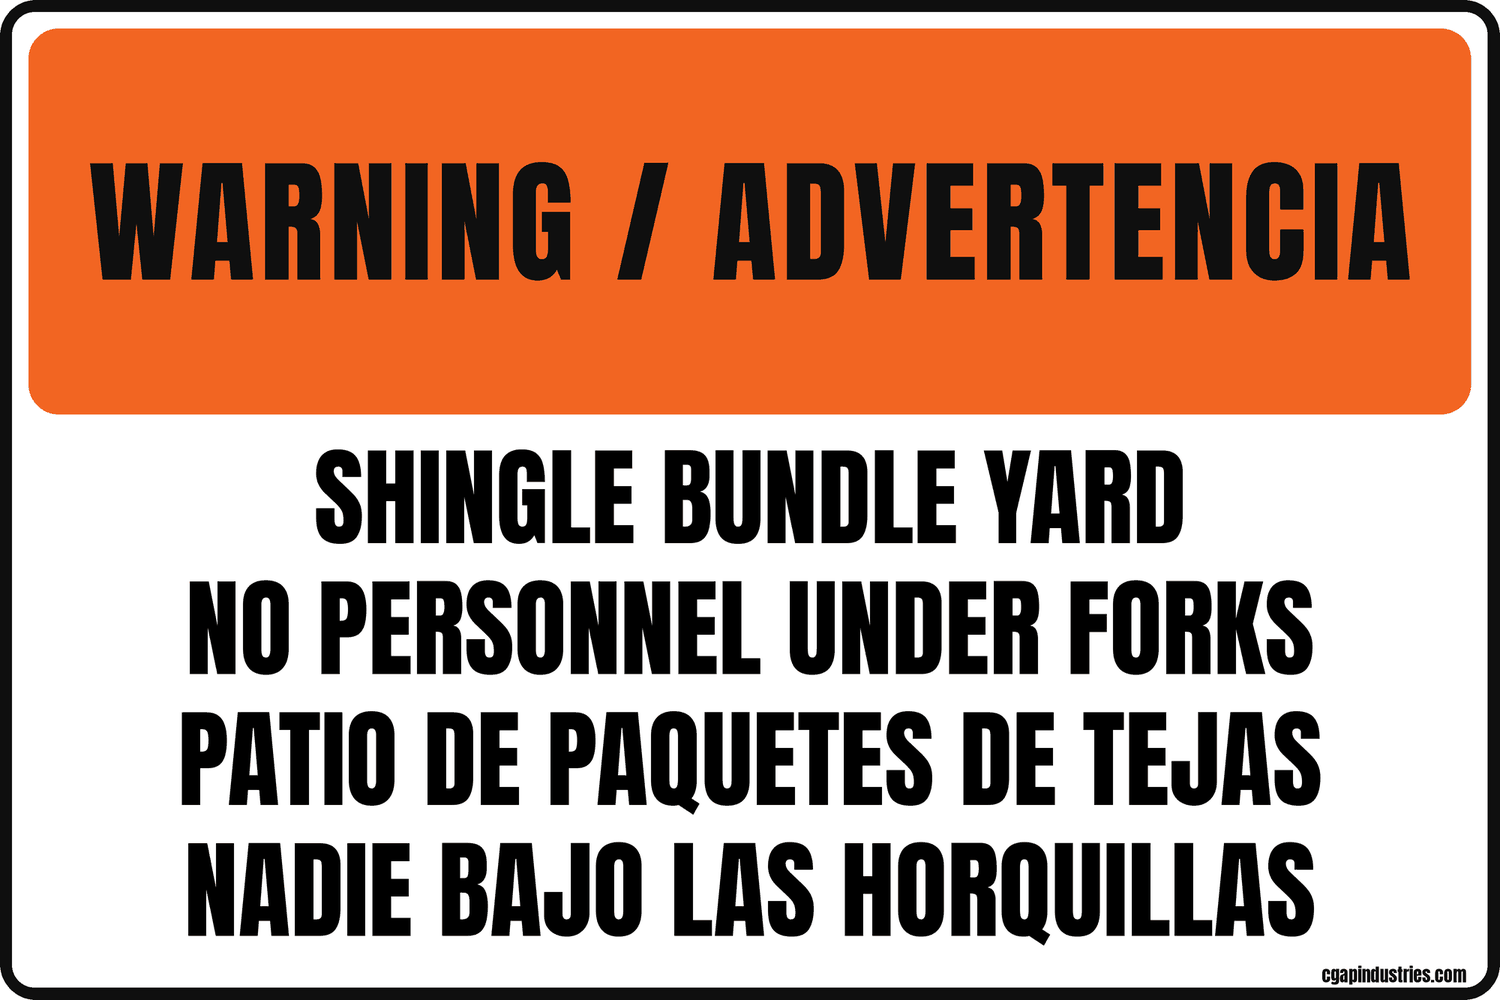 WARNING / ADVERTENCIA
SHINGLE BUNDLE YARD
NO PERSONNEL UNDER FORKS
PATIO DE PAQUETES DE TEJAS
NADIE BAJO LAS HORQUILLAS
cgapindustries.com